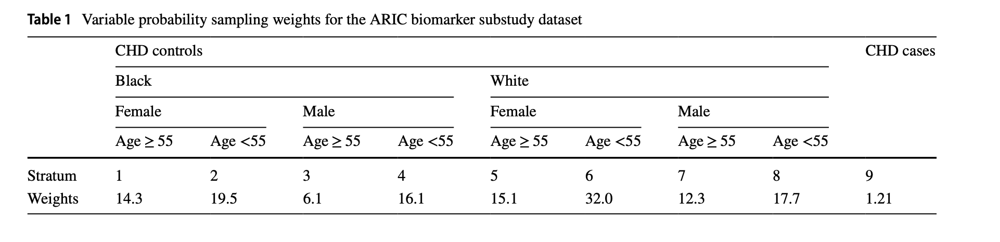 Table 1 Variable probability sampling weights for the ARIC biomarker substudy dataset
CHD controls CHD cases
Black White
Female Male Female Male
Age ≥ 55 Age <55 Age ≥ 55 Age <55 Age ≥ 55 Age <55 Age ≥ 55 Age <55
Stratum 1 2 3 4 5 6 7 8 9
Weights 14.3 19.5 6.1 16.1 15.1 32.0 12.3 17.7 1.21